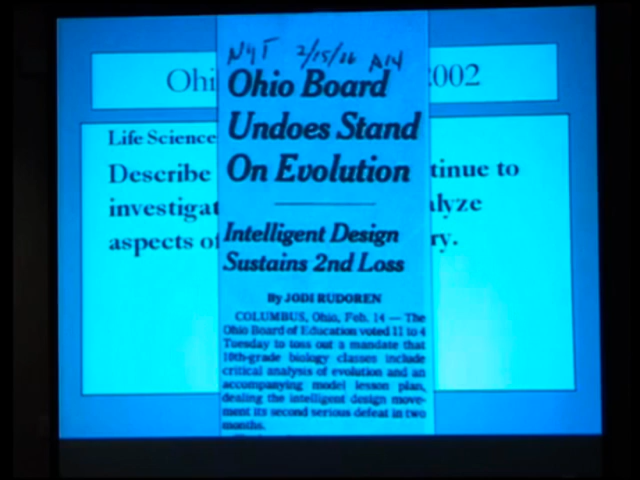 NYT 2/15/06 A14
Ohio Board
Undoes Stand
On Evolution
Intelligent Design
Sustains 2nd Loss
By JODI RUDOREN
COLUMBUS, Ohio, Feb. 14 — The
Ohio Board of Education voted 11 to 4
Tuesday to toss out a mandate that
10th-grade biology classes include
critical analysis of evolution and an
accompanying model lesson plan,
dealing the intelligent design move-
ment its second serious defeat in two
months.
Ohi 002
Life Science
Describe tinue to
investigat lyze
aspects of ry.